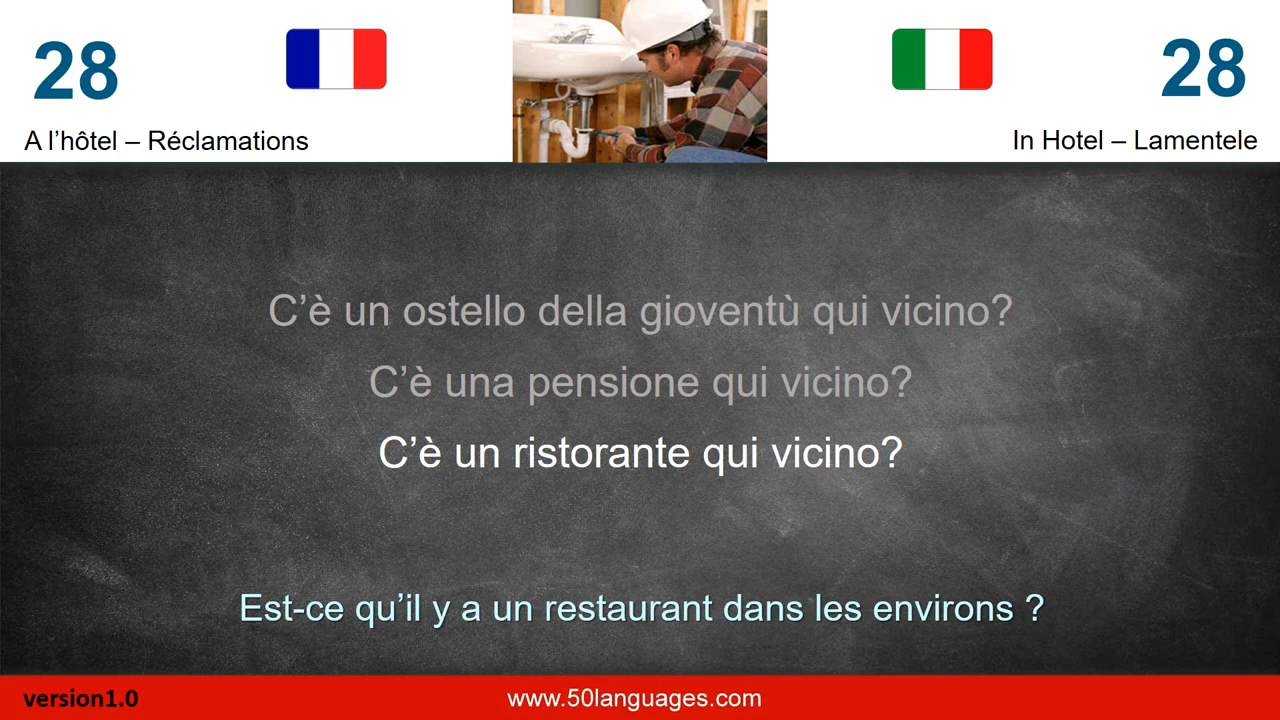 28
28
A l’hôtel – Réclamations
In Hotel – Lamentele
C’è un ostello della gioventù qui vicino?
C’è una pensione qui vicino?
C’è un ristorante qui vicino?
Est-ce qu’il y a un restaurant dans les environs ?
version1.0
www.50languages.com